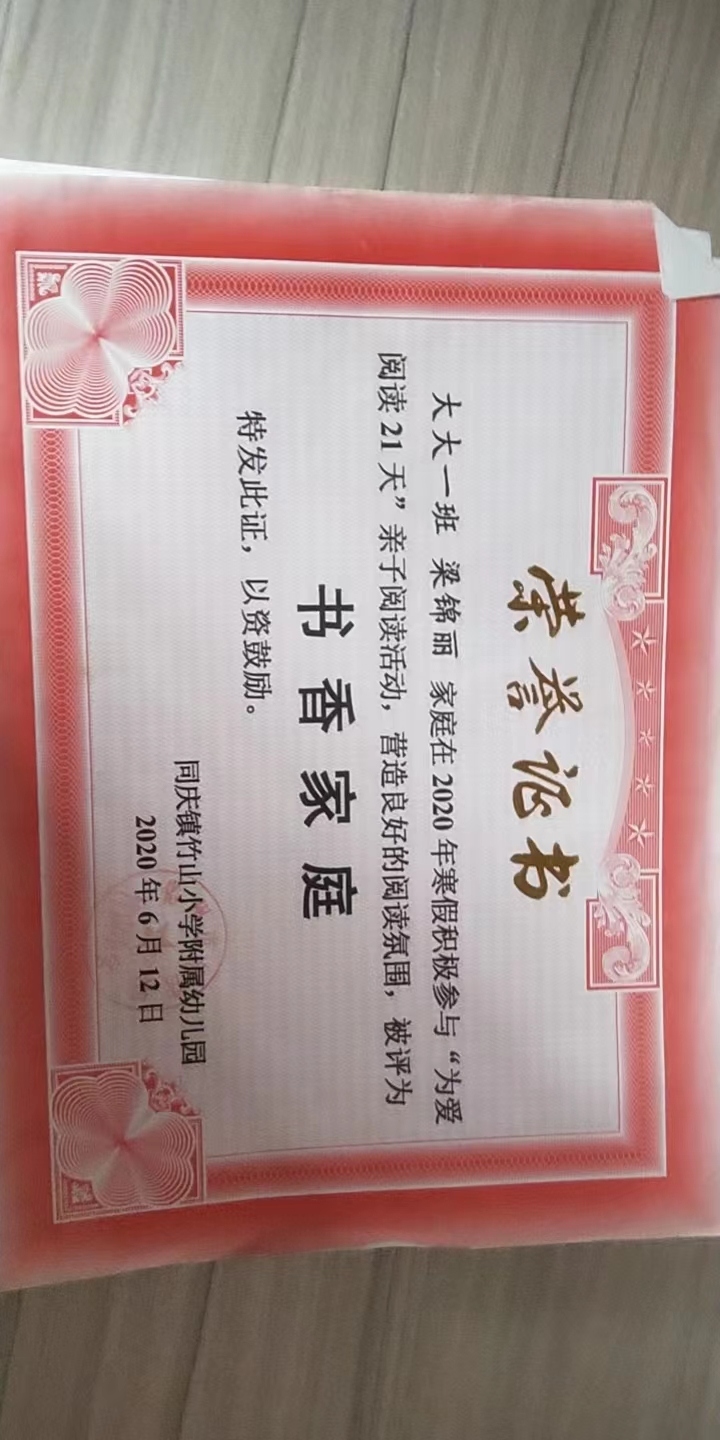 荣誉证书
大大一班 梁锦丽 家庭在2020年寒假积极参与“为爱
阅读21天”亲子阅读活动，营造良好的阅读氛围，被评为
书香家庭
特发此证，以资鼓励。
同庆镇竹山小学附属幼儿园
2020年6月12日